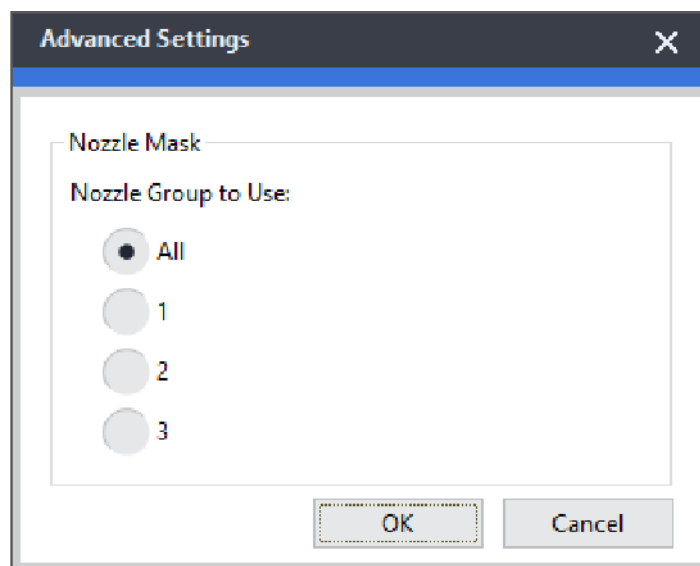 Advanced Settings
Nozzle Mask
Nozzle Group to Use:
All
1
2
3
OK Cancel